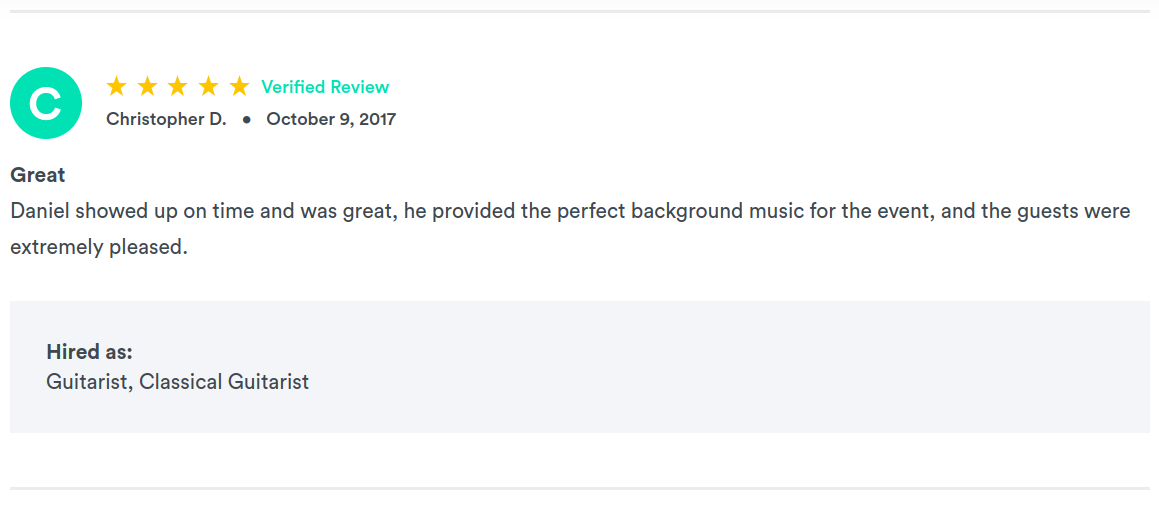 C
Verified Review
Christopher D. • October 9, 2017
Great
Daniel showed up on time and was great, he provided the perfect background music for the event, and the guests were
extremely pleased.
Hired as:
Guitarist, Classical Guitarist